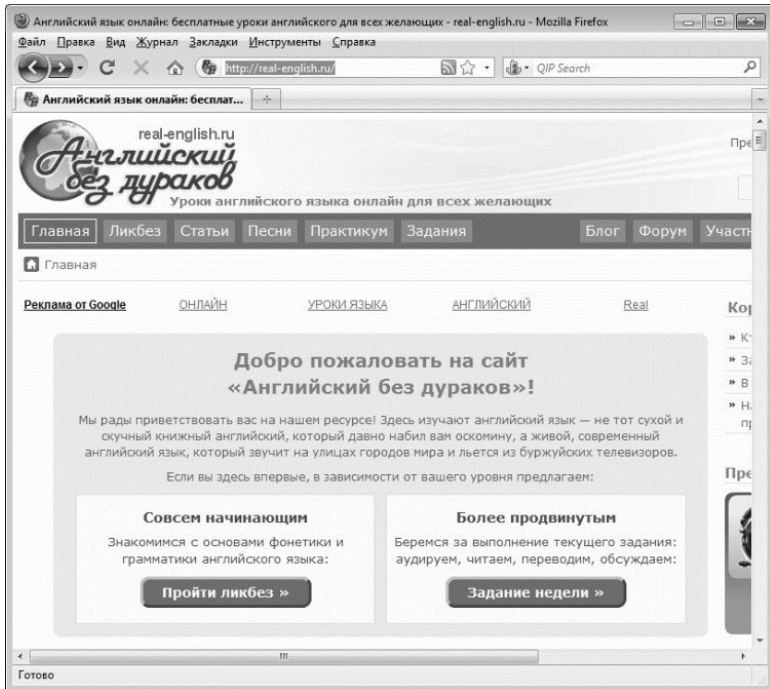 Английский язык онлайн: бесплатные уроки английского для всех желающих - real-english.ru - Mozilla Firefox
Файл Правка Вид Журнал Закладки Инструменты Справка
http://real-english.ru/ QIP Search
Английский язык онлайн: бесплат...
real-english.ru
Английский
без дураков
Уроки английского языка онлайн для всех желающих
Главная Ликбез Статьи Песни Практикум Задания Блог Форум
Главная
Реклама от Google ОНЛАЙН УРОКИ ЯЗЫКА АНГЛИЙСКИЙ Real
Добро пожаловать на сайт
«Английский без дураков»!
Мы рады приветствовать вас на нашем ресурсе! Здесь изучают английский язык — не тот сухой и
скучный книжный английский, который давно набил вам оскомину, а живой, современный
английский язык, который звучит на улицах городов мира и льется из буржуйских телевизоров.
Если вы здесь впервые, в зависимости от вашего уровня предлагаем:
Совсем начинающим
Знакомимся с основами фонетики и
грамматики английского языка:
Пройти ликбез »
Более продвинутым
Беремся за выполнение текущего задания:
аудируем, читаем, переводим, обсуждаем:
Задание недели »
Готово